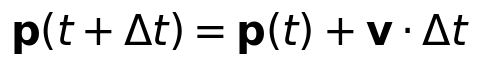 p(t + Δt) = p(t) + v · Δt